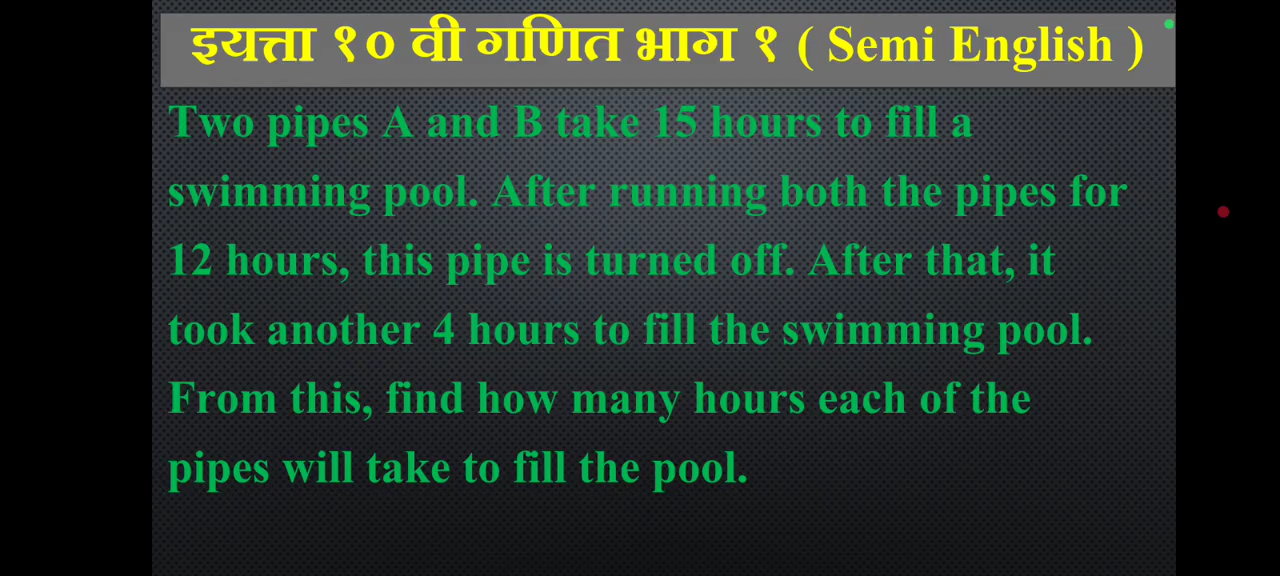 इयत्ता १० वी गणित भाग १ ( Semi English )
Two pipes A and B take 15 hours to fill a
swimming pool. After running both the pipes for
12 hours, this pipe is turned off. After that, it
took another 4 hours to fill the swimming pool.
From this, find how many hours each of the
pipes will take to fill the pool.